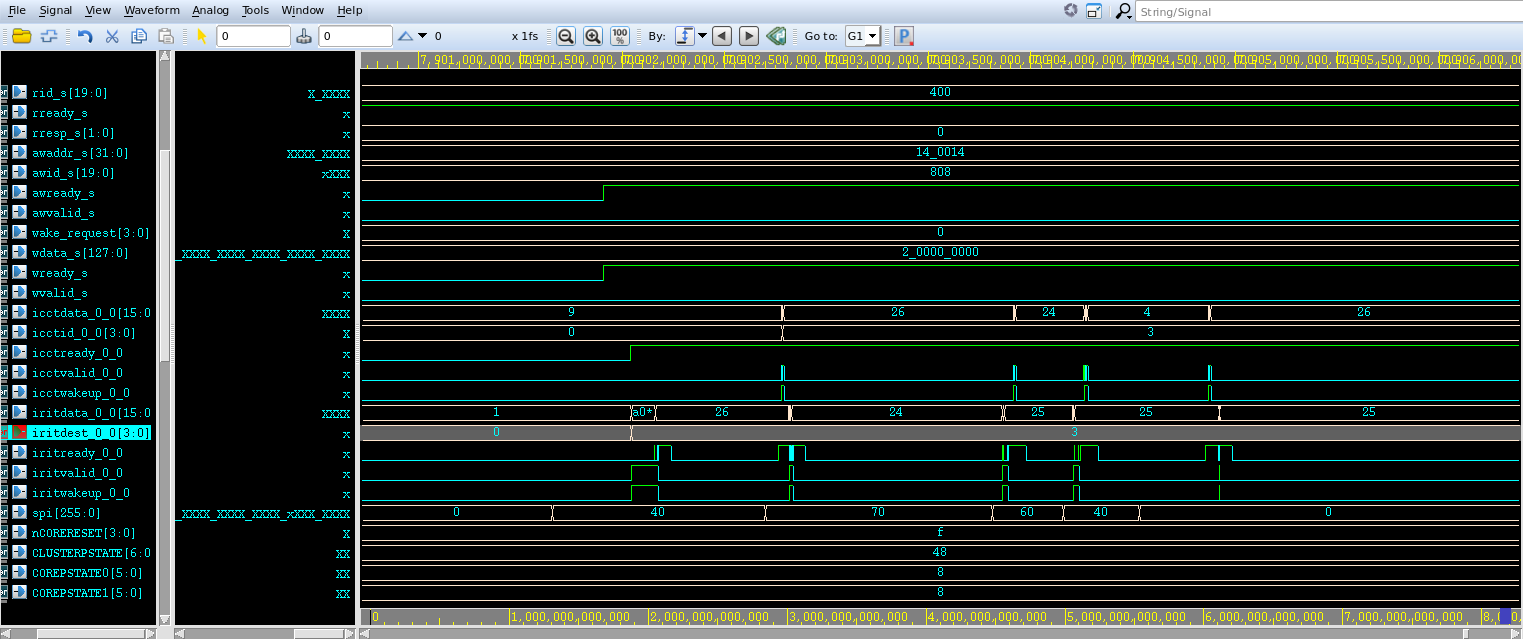 File Signal View Waveform Analog Tools Window Help String/Signal
0 0 0 x 1fs 100% By: Go to: G1 P
rid_s[19:0] X_XXXX 400
rready_s x
rresp_s[1:0] x 0
awaddr_s[31:0] XXXX_XXXX 14_0014
awid_s[19:0] xXXX 808
awready_s x
awvalid_s x
wake_request[3:0] X 0
wdata_s[127:0] _XXXX_XXXX_XXXX_XXXX_XXXX 2_0000_0000
wready_s x
wvalid_s x
icctdata_0_0[15:0 XXXX 9 26 24 4 26
icctid_0_0[3:0] X 0 3
icctready_0_0 x
icctvalid_0_0 x
icctwakeup_0_0 x
iritdata_0_0[15:0 XXXX 1 a0* 26 24 25 25 25
iritdest_0_0[3:0] x 0 3
iritready_0_0 x
iritvalid_0_0 x
iritwakeup_0_0 x
spi[255:0] _XXXX_XXXX_XXXX_xXXX_XXXX 0 40 70 60 40 0
nCORERESET[3:0] x f
CLUSTERPSTATE[6:0 XX 48
COREPSTATE0[5:0] XX 8
COREPSTATE1[5:0] XX 8
0 1,000,000,000,000 2,000,000,000,000 3,000,000,000,000 4,000,000,000,000 5,000,000,000,000 6,000,000,000,000 7,000,000,000,000